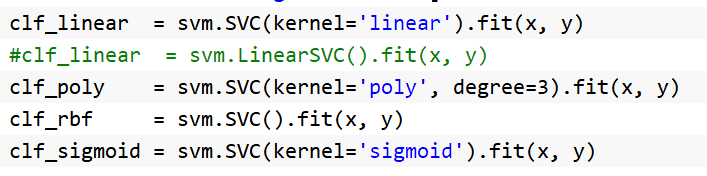 clf_linear  = svm.SVC(kernel='linear').fit(x, y)
#clf_linear  = svm.LinearSVC().fit(x, y)
clf_poly    = svm.SVC(kernel='poly', degree=3).fit(x, y)
clf_rbf     = svm.SVC().fit(x, y)
clf_sigmoid = svm.SVC(kernel='sigmoid').fit(x, y)